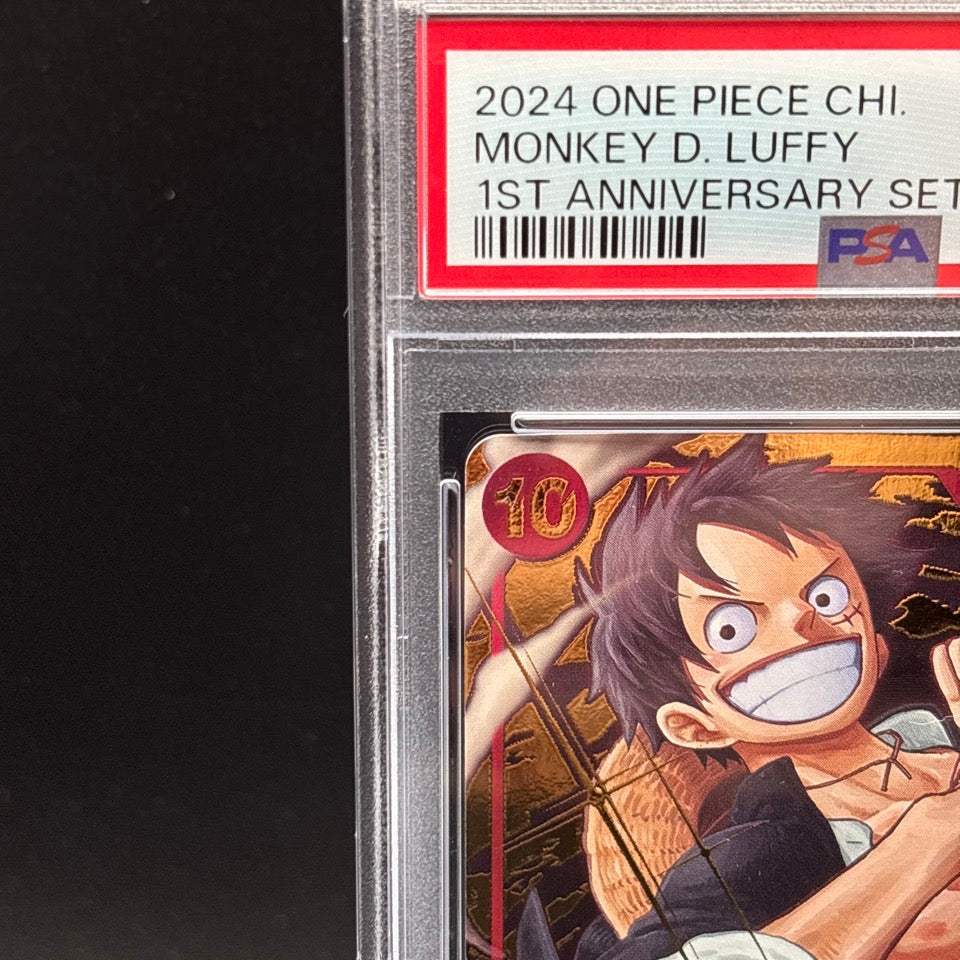 2024 ONE PIECE CHI.
MONKEY D. LUFFY
1ST ANNIVERSARY SET
PSA
10